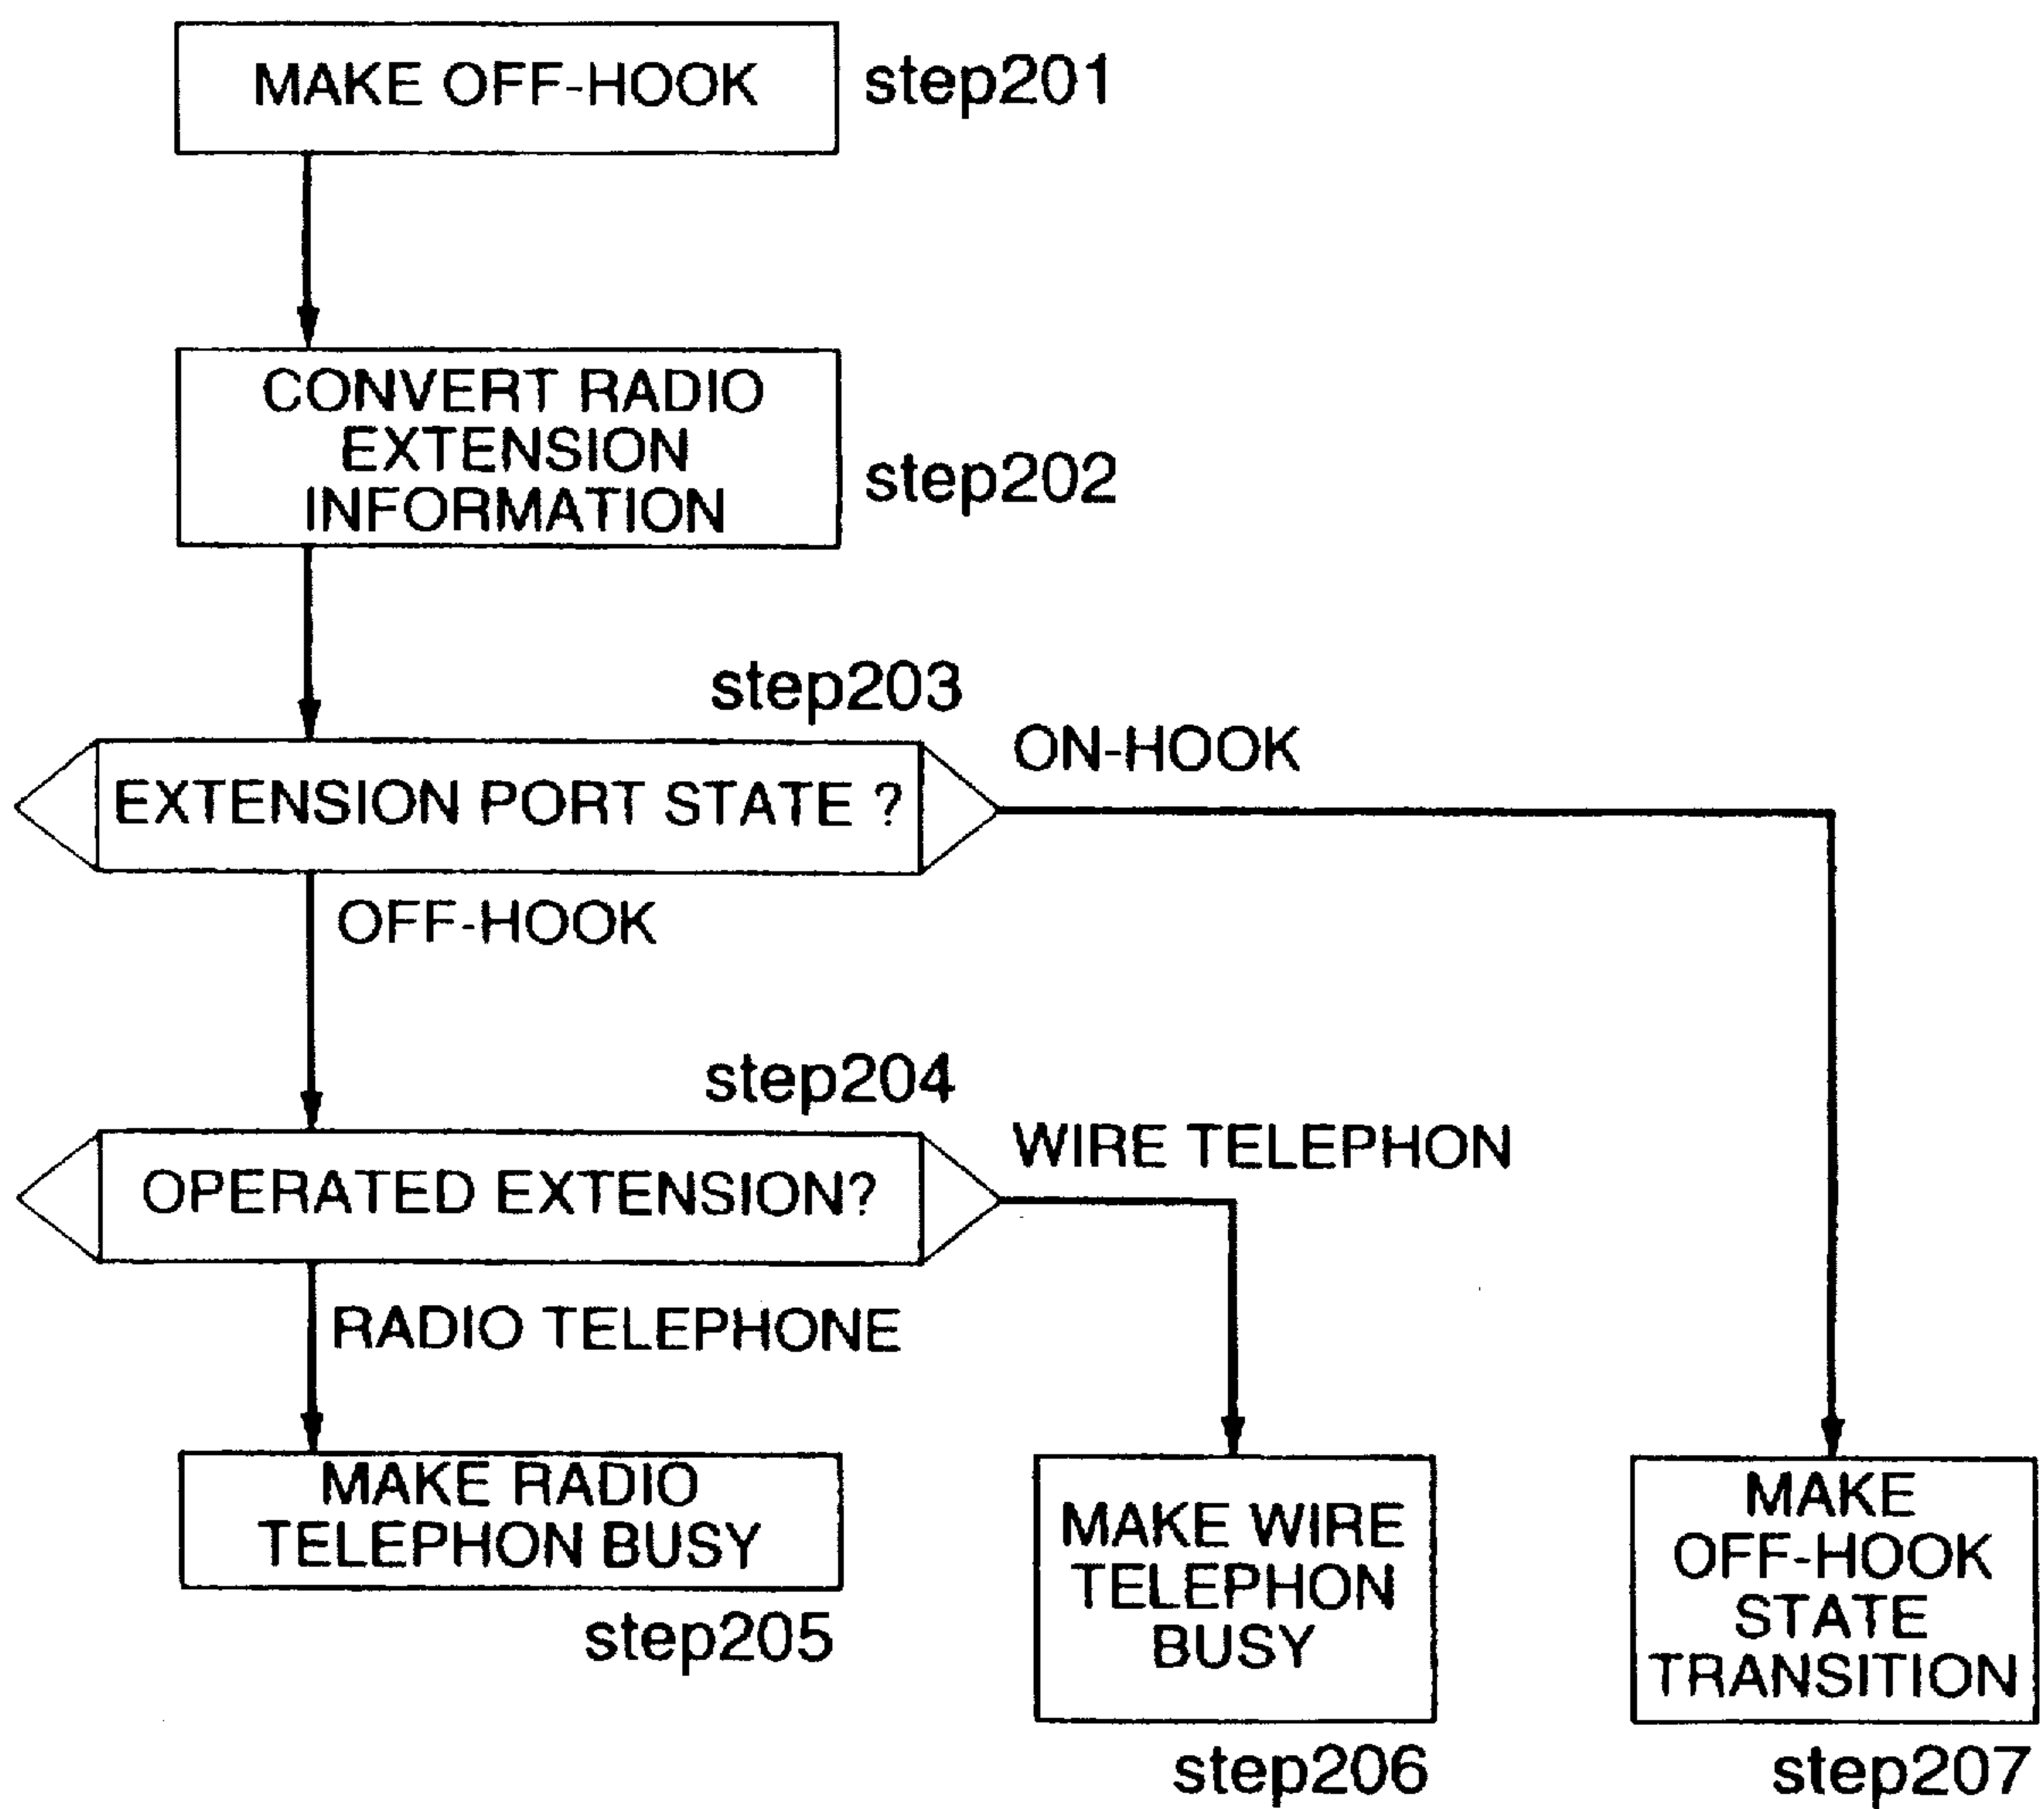 MAKE OFF-HOOK
step201
CONVERT RADIO
EXTENSION
INFORMATION
step202
step203
EXTENSION PORT STATE ?
ON-HOOK
OFF-HOOK
step204
OPERATED EXTENSION?
WIRE TELEPHON
RADIO TELEPHONE
MAKE RADIO
TELEPHON BUSY
step205
MAKE WIRE
TELEPHON
BUSY
step206
MAKE
OFF-HOOK
STATE
TRANSITION
step207